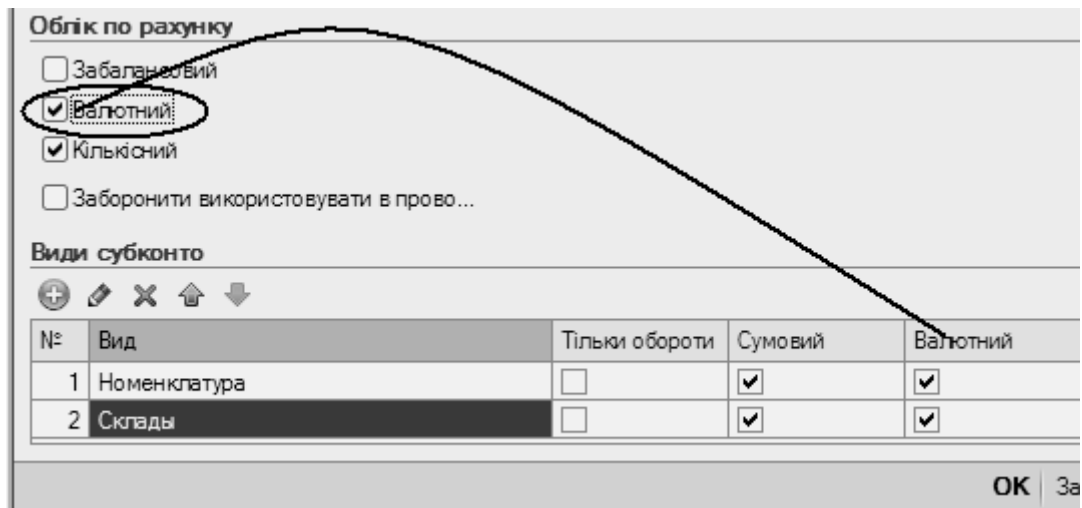 Облік по рахунку
Забалансовий
Валютний
Кількісний
Заборонити використовувати в прово...
Види субконто
№ Вид Тільки обороти Сумовий Валютний
1 Номенклатура
2 Склады
OK За